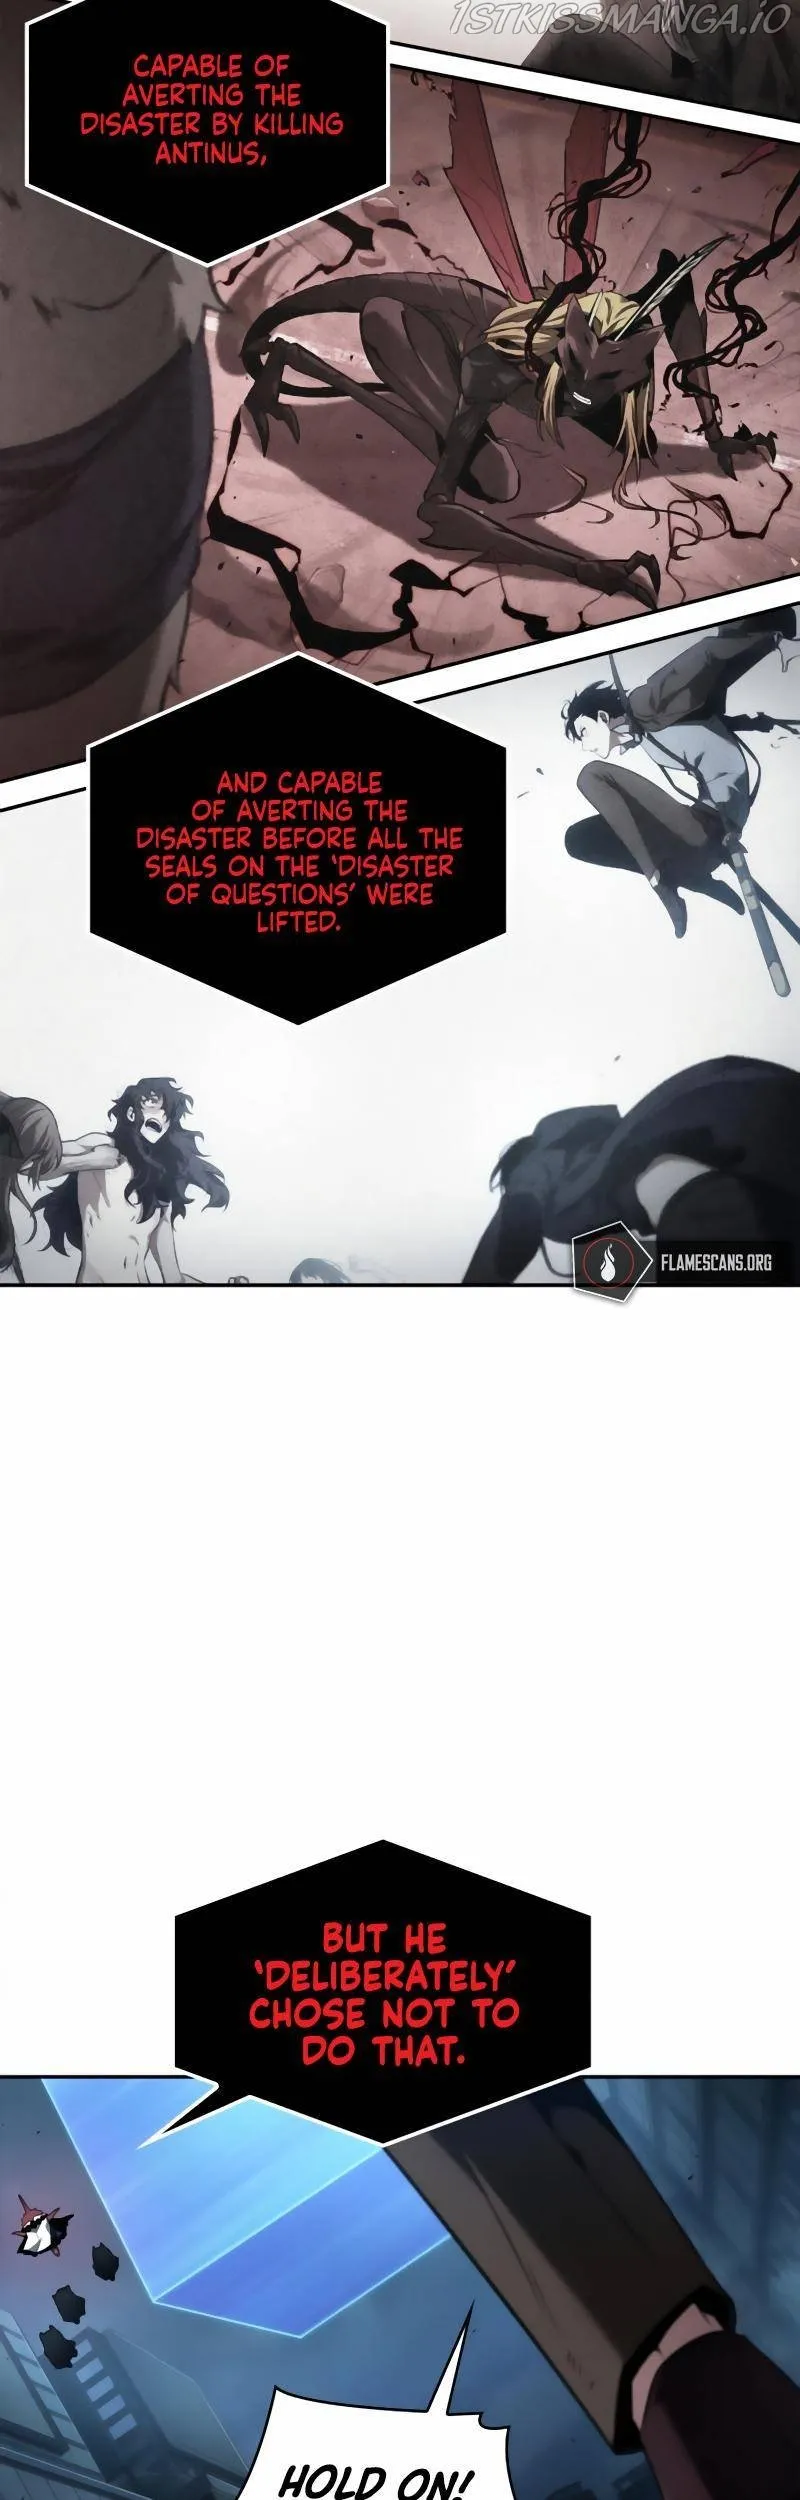 1STKISSMANGA.IO
CAPABLE OF
AVERTING THE
DISASTER BY KILLING
ANTINUS,
AND CAPABLE
OF AVERTING THE
DISASTER BEFORE ALL THE
SEALS ON THE 'DISASTER
OF QUESTIONS' WERE
LIFTED.
FLAMESCANS.ORG
BUT HE
'DELIBERATELY'
CHOSE NOT TO
DO THAT.
HOLD ON!